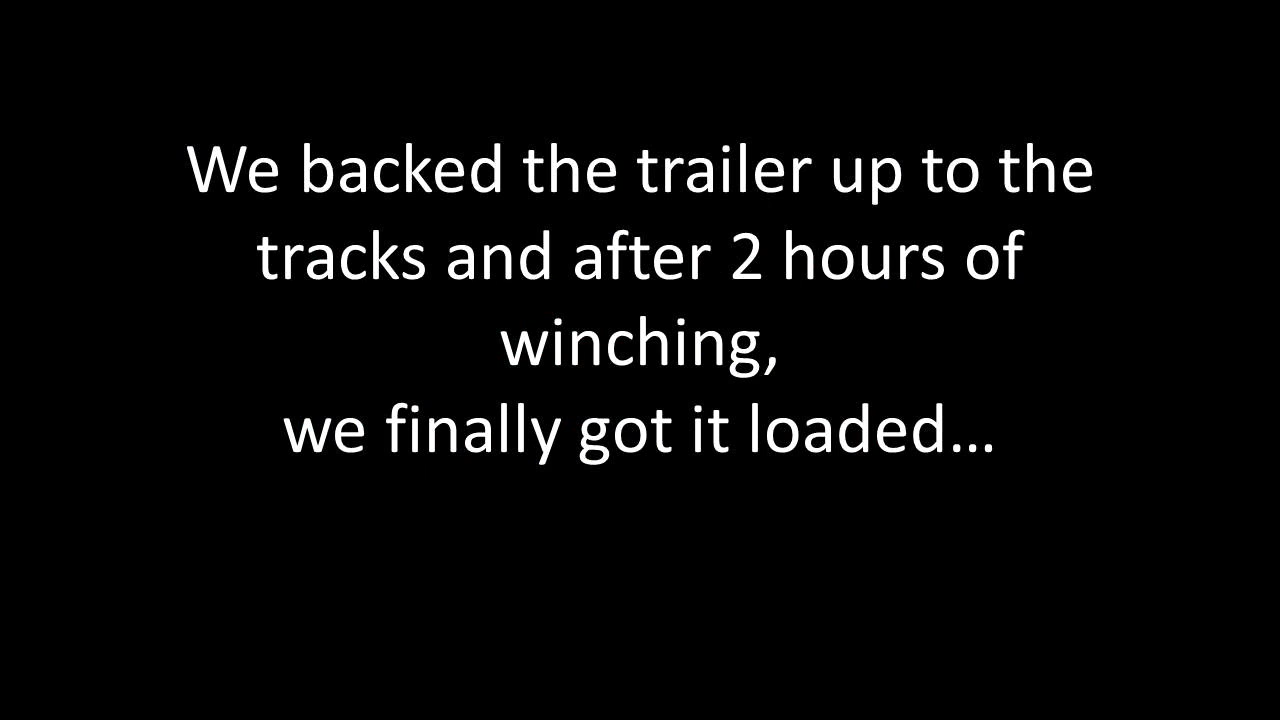 We backed the trailer up to the
tracks and after 2 hours of
winching,
we finally got it loaded…